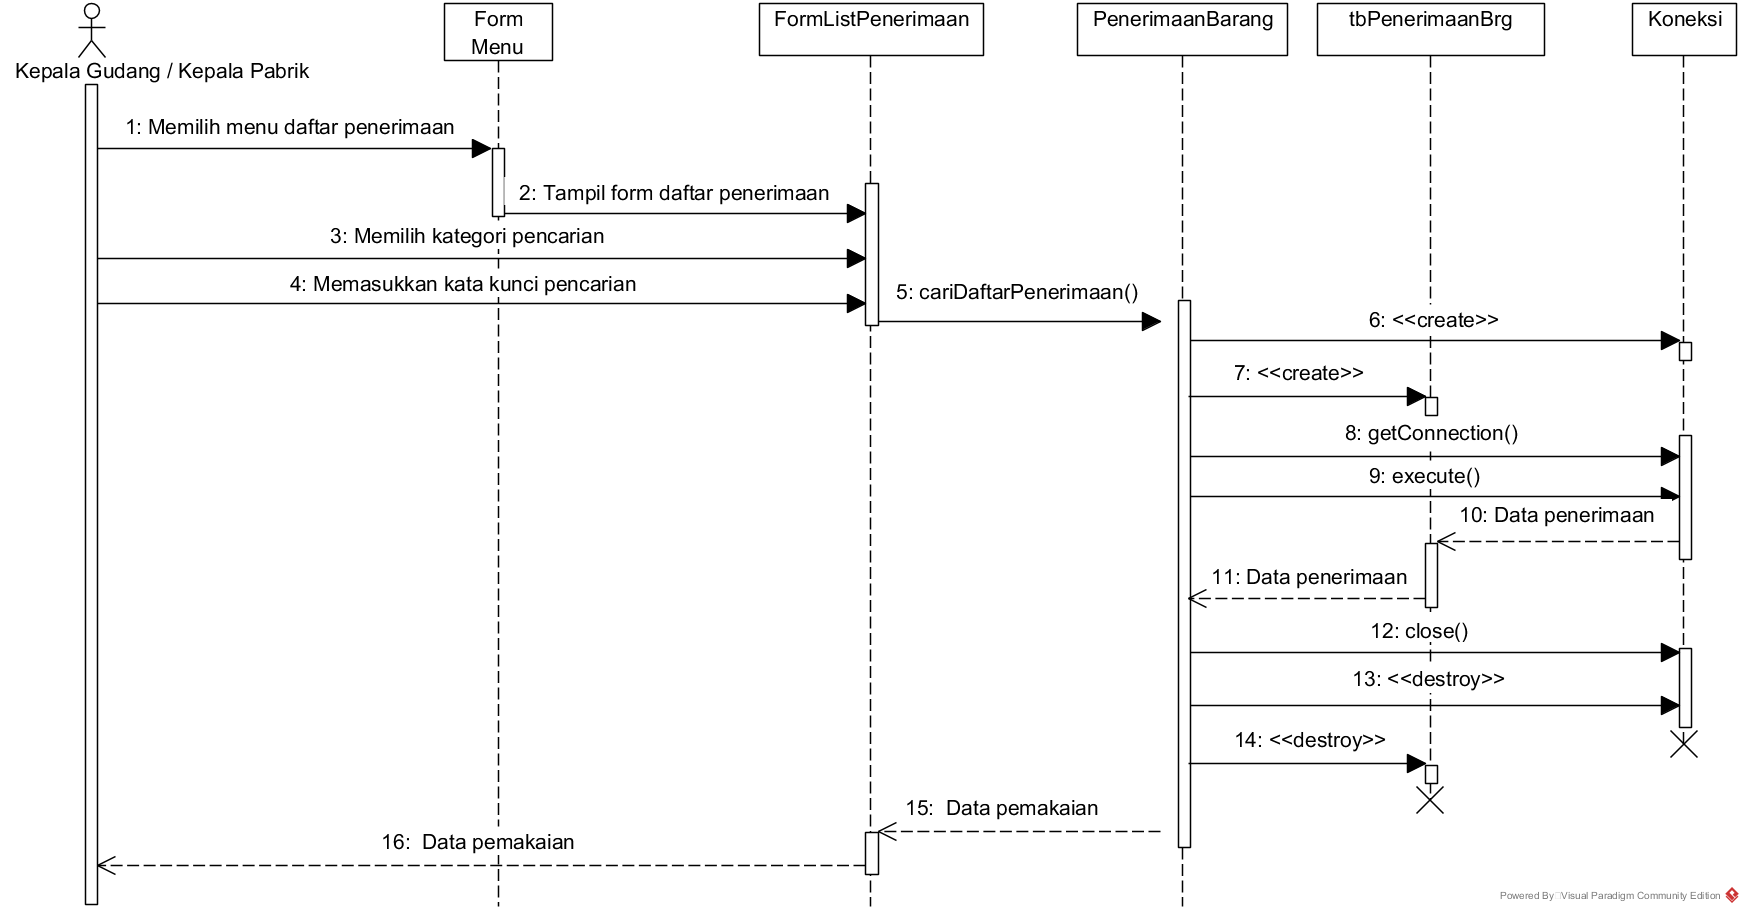 Form
Menu
FormListPenerimaan
PenerimaanBarang
tbPenerimaanBrg
Koneksi
Kepala Gudang / Kepala Pabrik
1: Memilih menu daftar penerimaan
2: Tampil form daftar penerimaan
3: Memilih kategori pencarian
4: Memasukkan kata kunci pencarian
5: cariDaftarPenerimaan()
6: <<create>>
7: <<create>>
8: getConnection()
9: execute()
10: Data penerimaan
11: Data penerimaan
12: close()
13: <<destroy>>
14: <<destroy>>
15: Data pemakaian
16: Data pemakaian
Powered By Visual Paradigm Community Edition